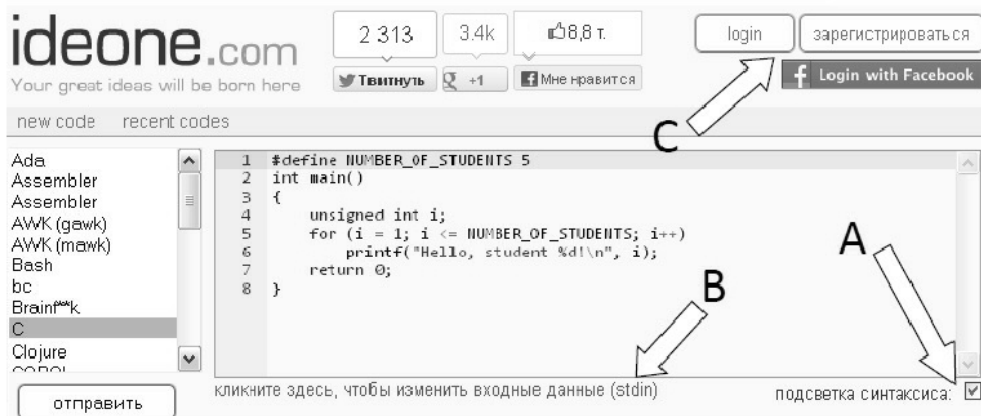 ideone.com
Your great ideas will be born here
2 313
3.4k
8,8 т.
Твитнуть
g +1
Мне нравится
login
зарегистрироваться
f Login with Facebook
new code recent codes
C
Ada
Assembler
Assembler
AWK (gawk)
AWK (mawk)
Bash
bc
Brainf**k
C
Clojure
1 #define NUMBER_OF_STUDENTS 5
2 int main()
3 {
4 unsigned int i;
5 for (i = 1; i <= NUMBER_OF_STUDENTS; i++)
6 printf("Hello, student %d!\n", i);
7 return 0;
8 }
A
B
отправить
кликните здесь, чтобы изменить входные данные (stdin)
подсветка синтаксиса: